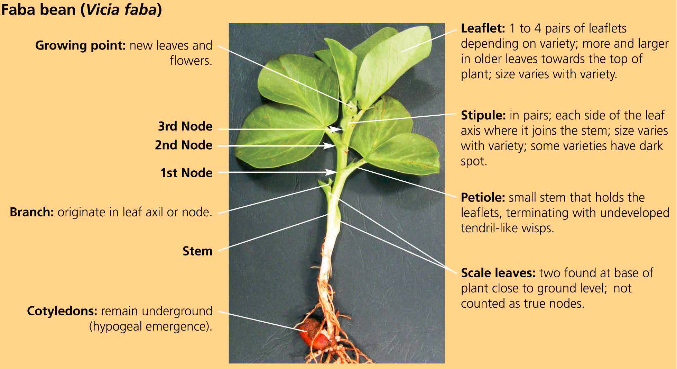 Faba bean (Vicia faba)
Growing point: new leaves and
flowers.
3rd Node
2nd Node
1st Node
Branch: originate in leaf axil or node.
Stem
Cotyledons: remain underground
(hypogeal emergence).
Leaflet: 1 to 4 pairs of leaflets
depending on variety; more and larger
in older leaves towards the top of
plant; size varies with variety.
Stipule: in pairs; each side of the leaf
axis where it joins the stem; size varies
with variety; some varieties have dark
spot.
Petiole: small stem that holds the
leaflets, terminating with undeveloped
tendril-like wisps.
Scale leaves: two found at base of
plant close to ground level; not
counted as true nodes.